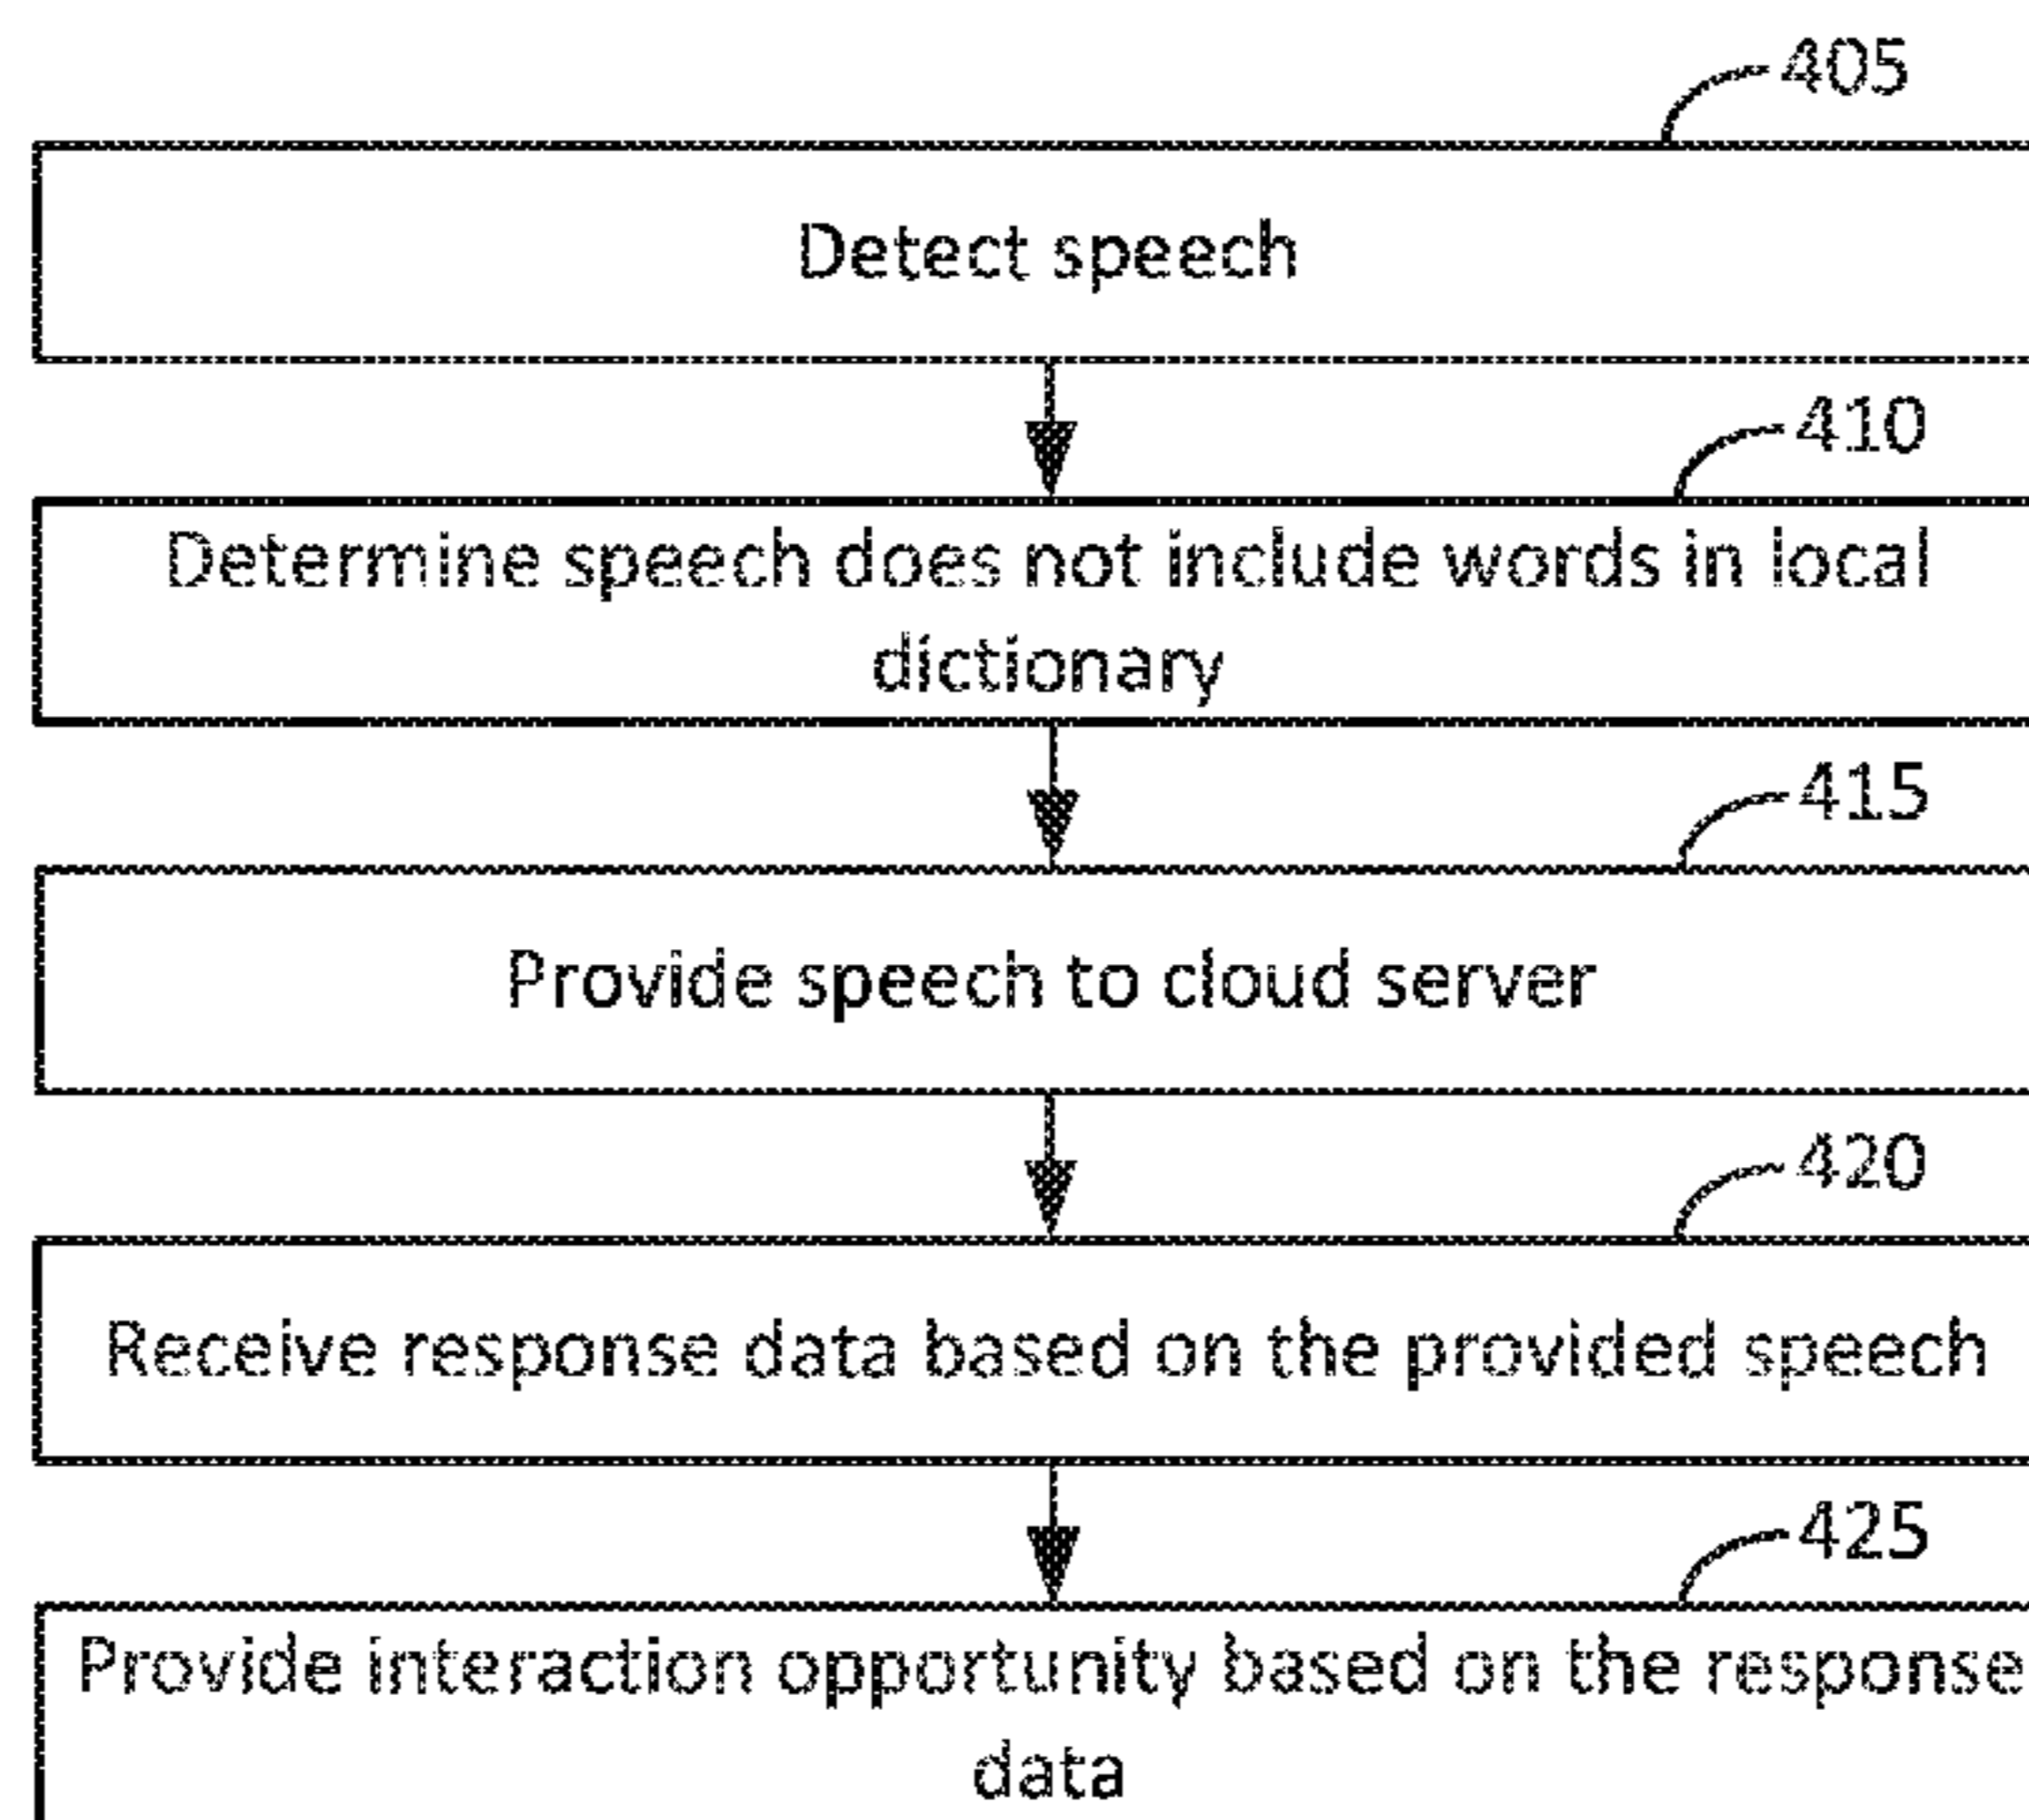 405
Detect speech
410
Determine speech does not include words in local
dictionary
415
Provide speech to cloud server
420
Receive response data based on the provided speech
425
Provide interaction opportunity based on the response
data